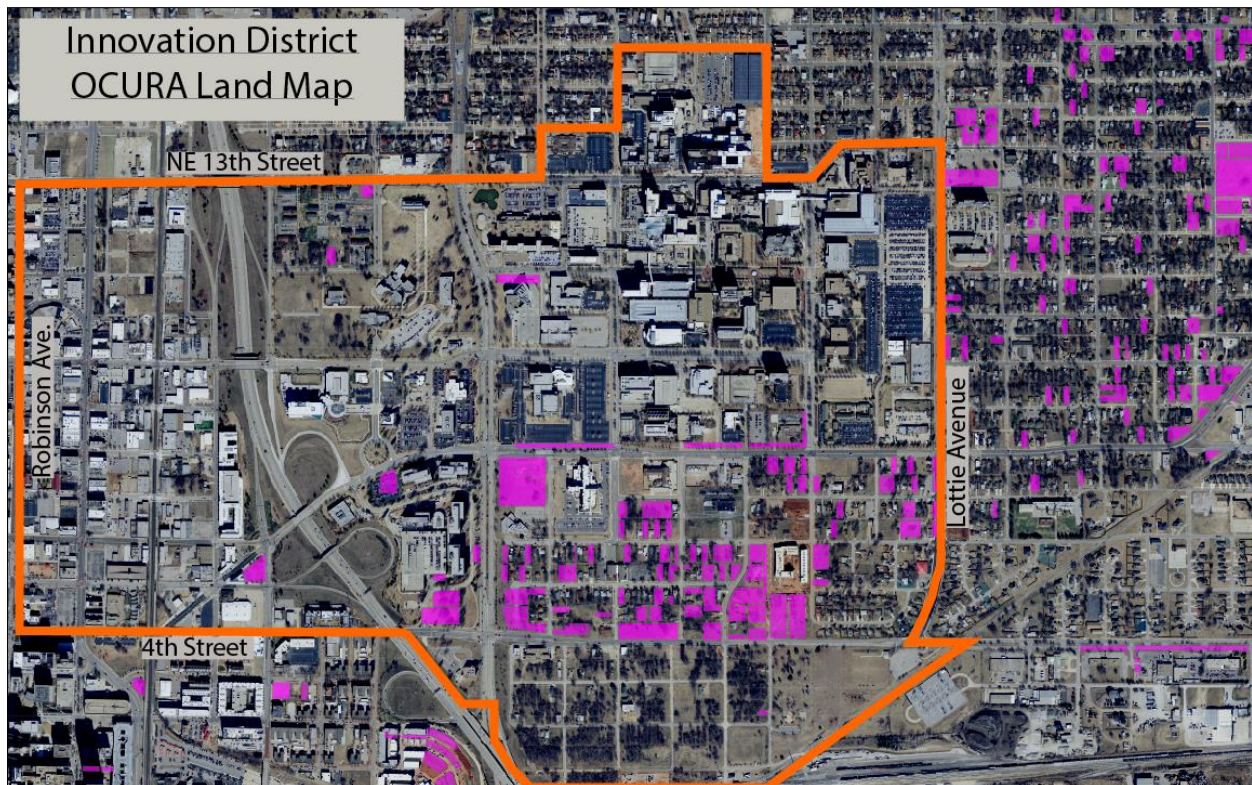 Innovation District
OCURA Land Map
NE 13th Street
Robinson Ave.
Lottie Avenue
4th Street